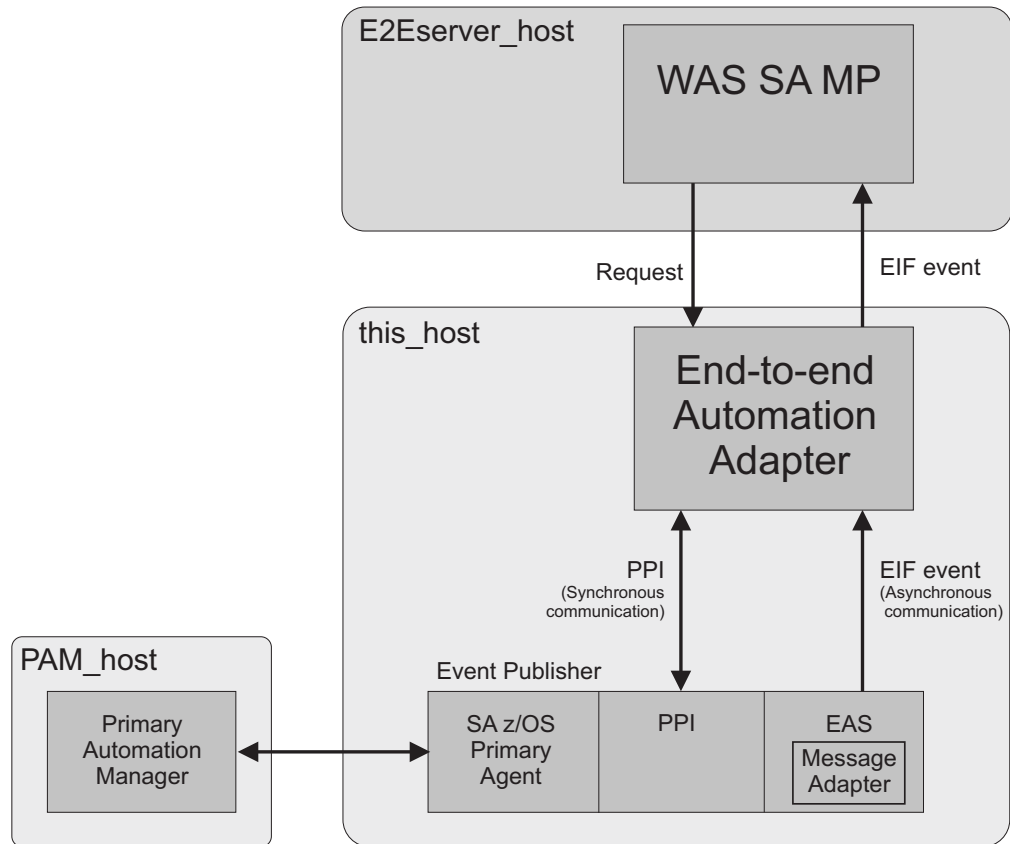 E2Eserver_host
WAS SA MP
Request
EIF event
this_host
End-to-end
Automation
Adapter
PPI
(Synchronous
communication)
EIF event
(Asynchronous
communication)
PAM_host
Primary
Automation
Manager
Event Publisher
SA z/OS
Primary
Agent
PPI
EAS
Message
Adapter